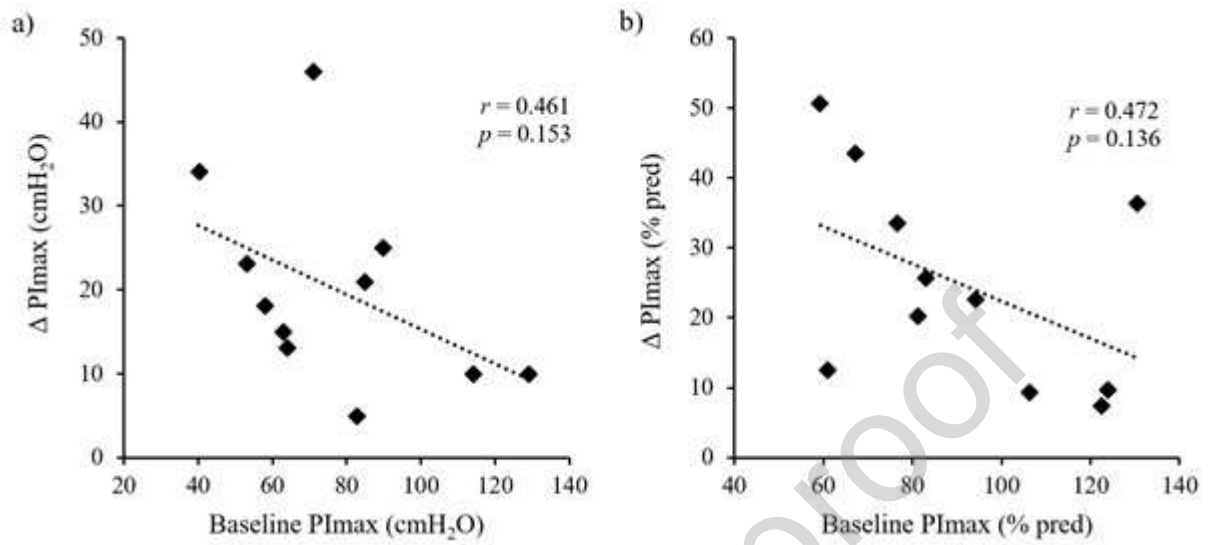 a)
50
40
30
20
10
0
Δ PImax (cmH₂O)
r = 0.461
p = 0.153
20 40 60 80 100 120 140
Baseline PImax (cmH₂O)
b)
60
50
40
30
20
10
0
Δ PImax (% pred)
r = 0.472
p = 0.136
40 60 80 100 120 140
Baseline PImax (% pred)
proof